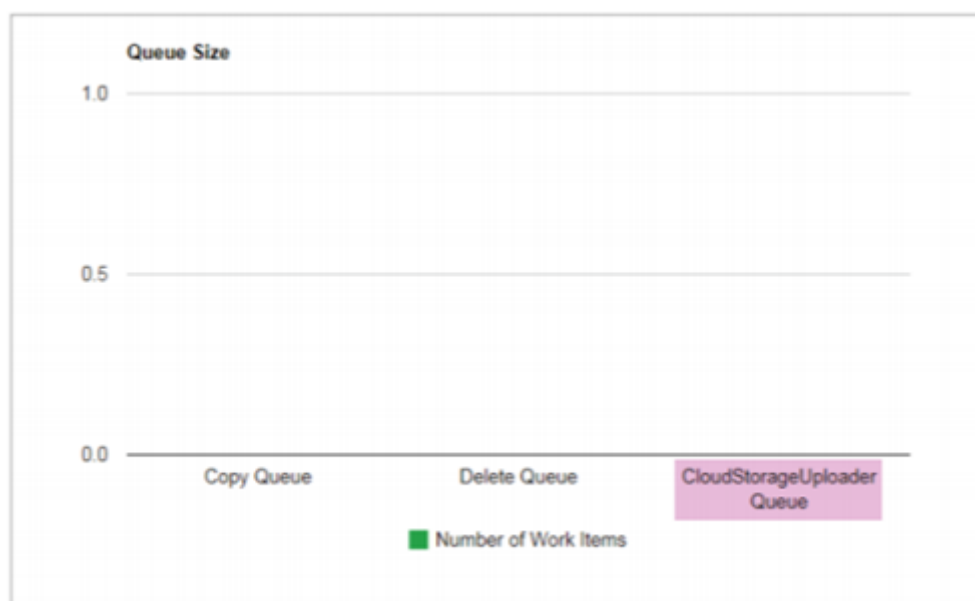 Queue Size
1.0
0.5
0.0
Copy Queue Delete Queue CloudStorageUploader
Queue
Number of Work Items